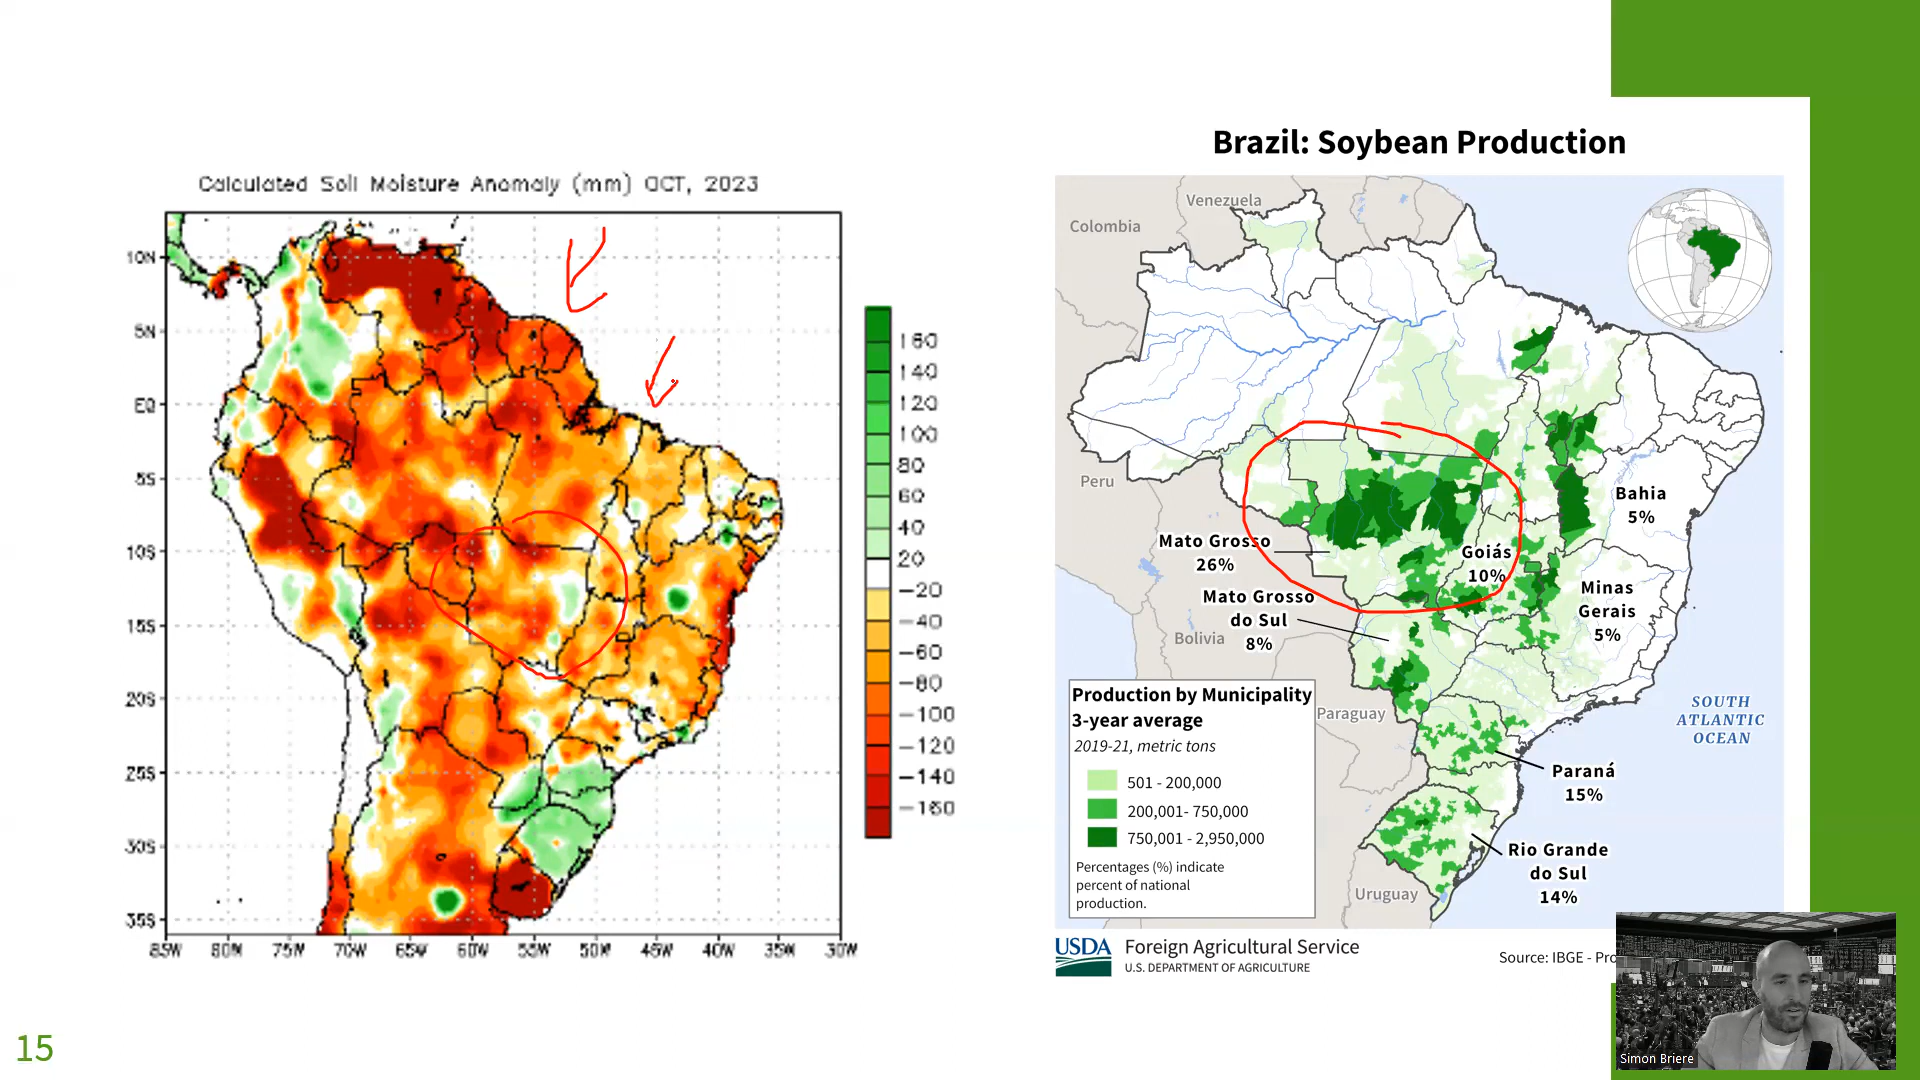 Calculated Soil Moisture Anomaly (mm) OCT, 2023
10N
5N
EQ
5S
10S
15S
20S
25S
30S
35S
85W 80W 75W 70W 65W 60W 55W 50W 45W 40W 35W 30W
160
140
120
100
80
60
40
20
-20
-40
-60
-80
-100
-120
-140
-160
Brazil: Soybean Production
Venezuela
Colombia
Peru
Bahia
5%
Mato Grosso
26%
Goiás
10%
Mato Grosso
do Sul
8%
Minas
Gerais
5%
Bolivia
Paraguay
SOUTH
ATLANTIC
OCEAN
Production by Municipality
3-year average
2019-21, metric tons
501 - 200,000
200,001- 750,000
750,001 - 2,950,000
Percentages (%) indicate
percent of national
production.
Paraná
15%
Rio Grande
do Sul
14%
Uruguay
USDA
Foreign Agricultural Service
U.S. DEPARTMENT OF AGRICULTURE
Source: IBGE - Pro
Simon Briere
15